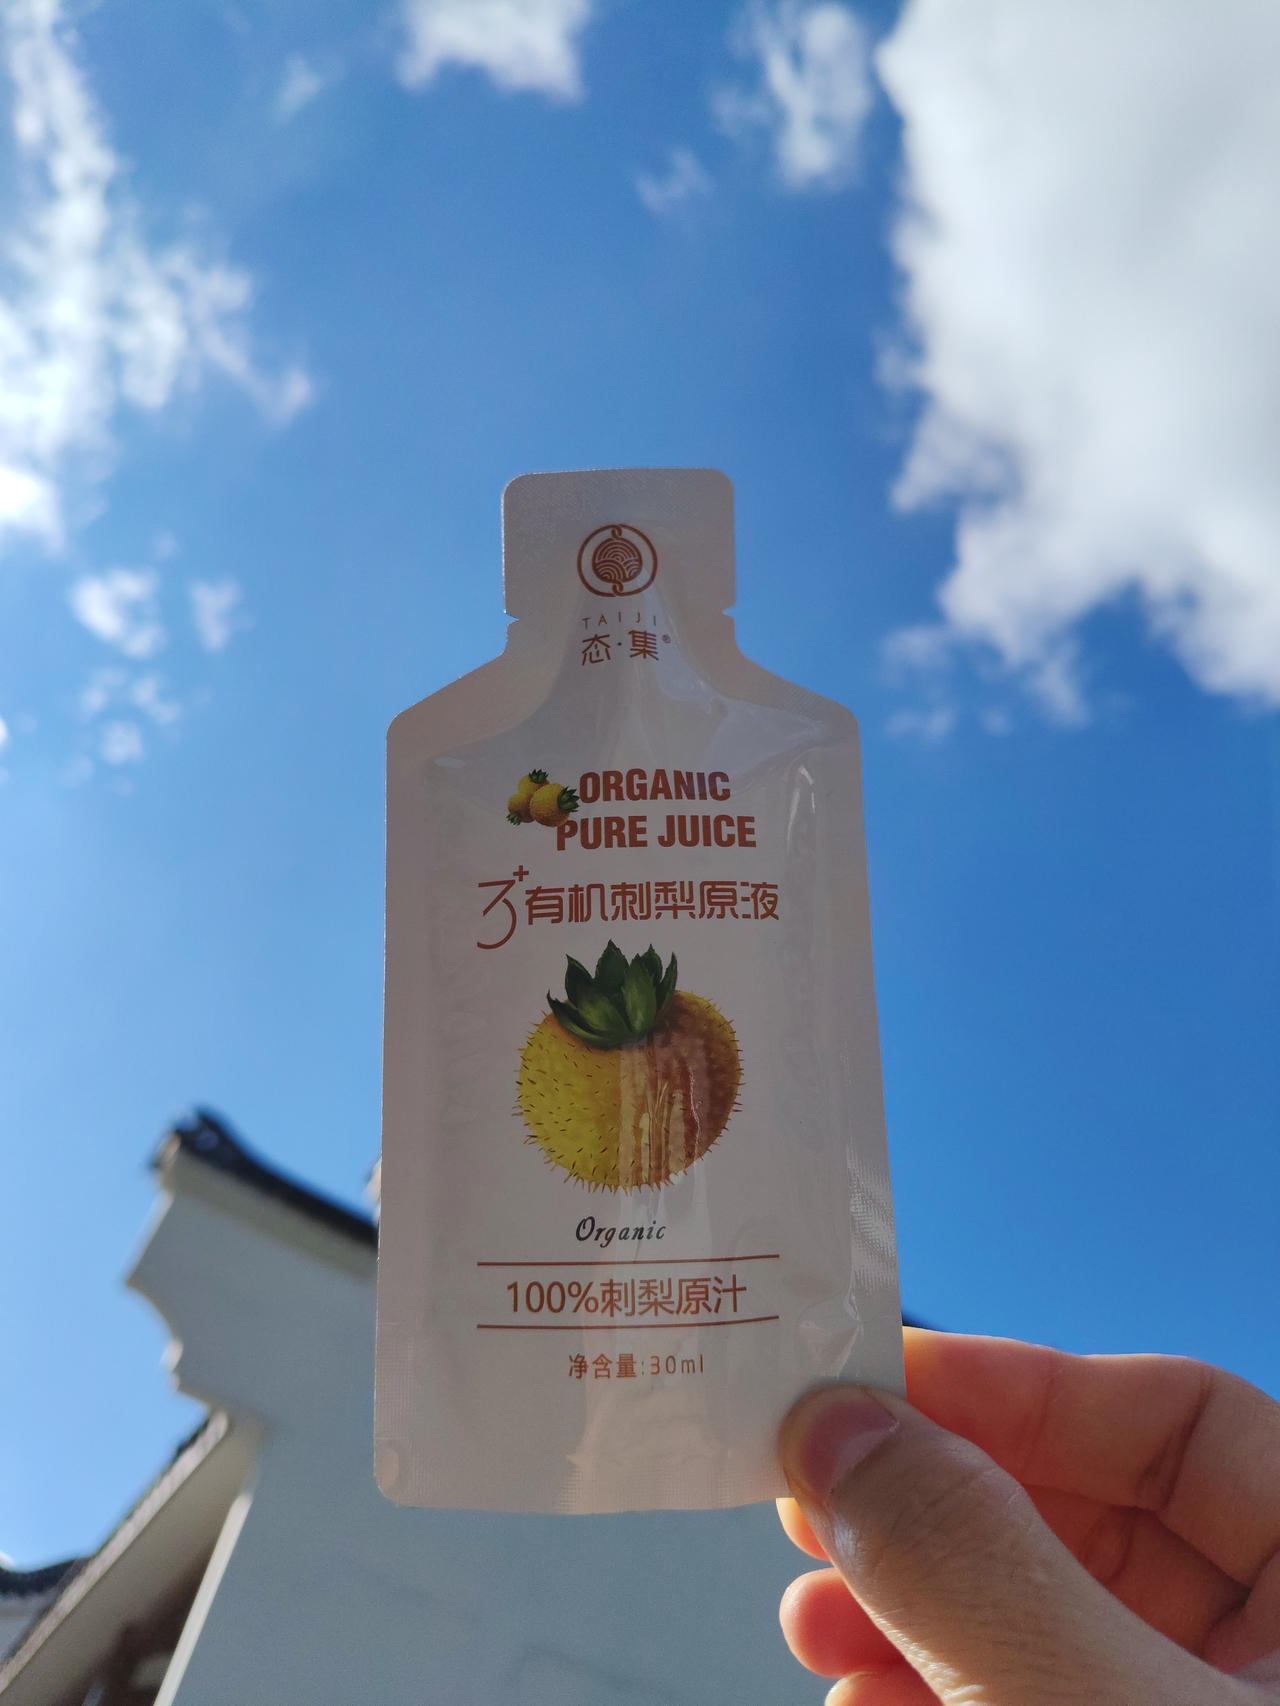 TAIJI
态·集®
ORGANIC
PURE JUICE
3+有机刺梨原液
Organic
100%刺梨原汁
净含量:30ml